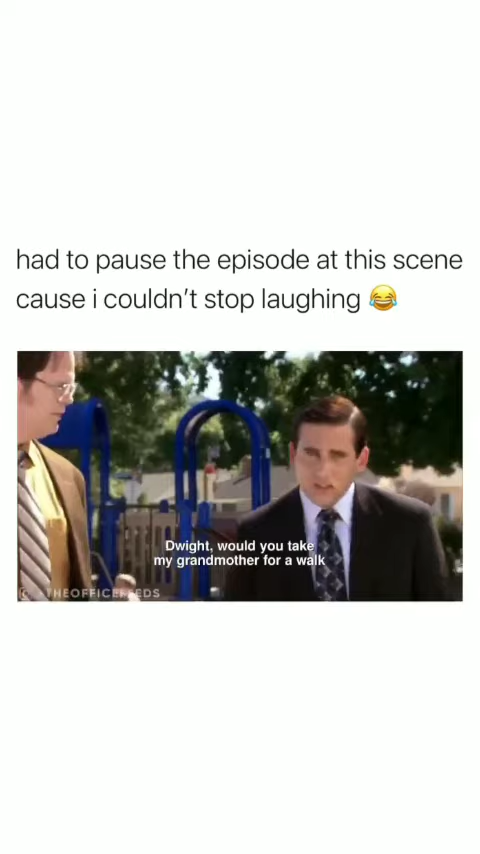 had to pause the episode at this scene
cause i couldn't stop laughing 😂
Dwight, would you take
my grandmother for a walk
THEOFFICEFEEDS